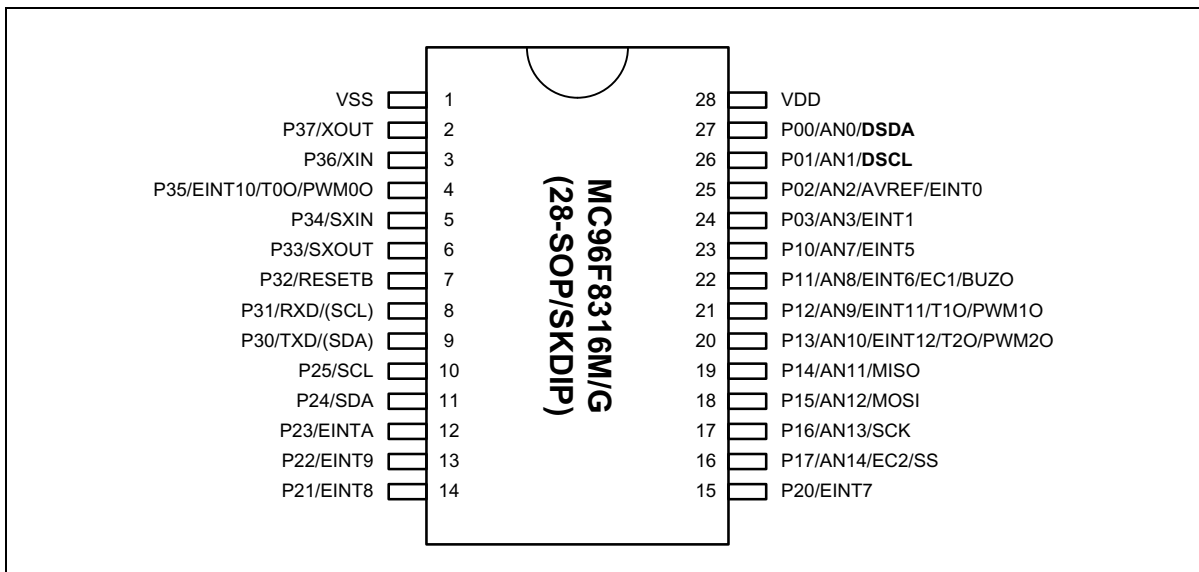 VSS 1
P37/XOUT 2
P36/XIN 3
P35/EINT10/T0O/PWM0O 4
P34/SXIN 5
P33/SXOUT 6
P32/RESETB 7
P31/RXD/(SCL) 8
P30/TXD/(SDA) 9
P25/SCL 10
P24/SDA 11
P23/EINTA 12
P22/EINT9 13
P21/EINT8 14
MC96F8316M/G
(28-SOP/SKDIP)
28 VDD
27 P00/AN0/DSDA
26 P01/AN1/DSCL
25 P02/AN2/AVREF/EINT0
24 P03/AN3/EINT1
23 P10/AN7/EINT5
22 P11/AN8/EINT6/EC1/BUZO
21 P12/AN9/EINT11/T1O/PWM1O
20 P13/AN10/EINT12/T2O/PWM2O
19 P14/AN11/MISO
18 P15/AN12/MOSI
17 P16/AN13/SCK
16 P17/AN14/EC2/SS
15 P20/EINT7